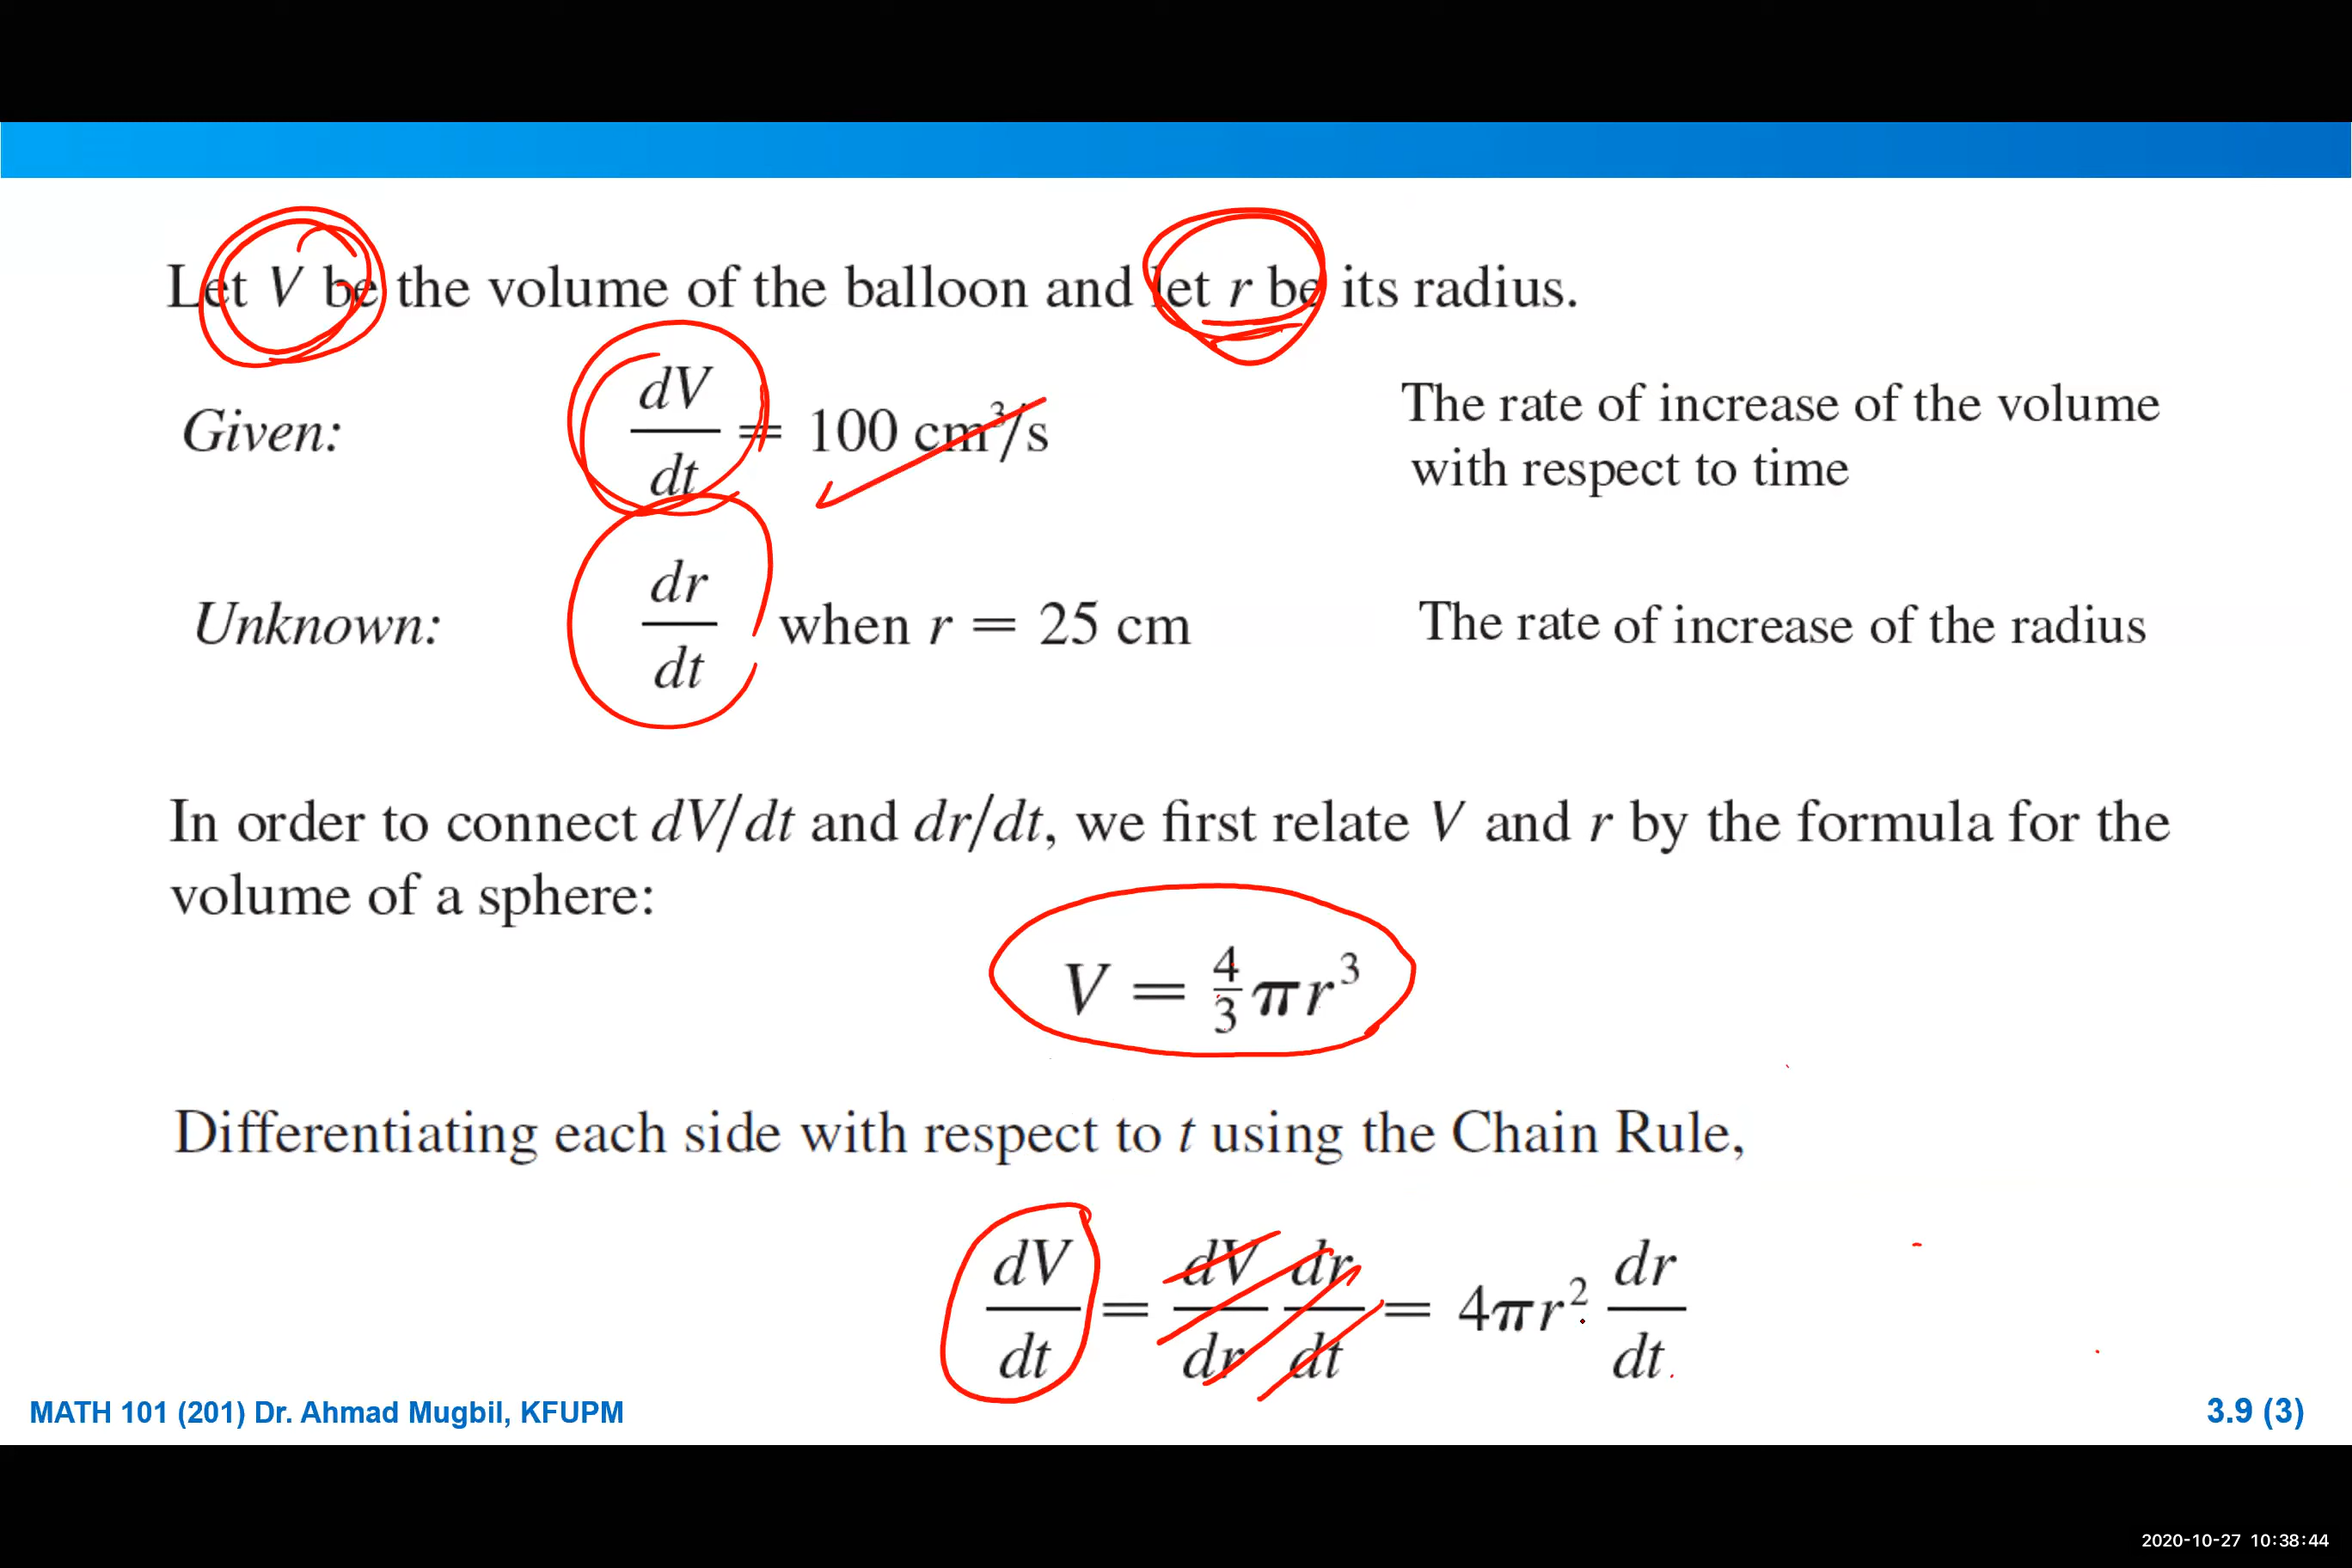 Let V be the volume of the balloon and let r be its radius.
Given: dV/dt = 100 cm³/s The rate of increase of the volume
with respect to time
Unknown: dr/dt when r = 25 cm The rate of increase of the radius
In order to connect dV/dt and dr/dt, we first relate V and r by the formula for the
volume of a sphere:
V = 4/3 πr³
Differentiating each side with respect to t using the Chain Rule,
dV/dt = dV/dr dr/dt = 4πr² dr/dt
MATH 101 (201) Dr. Ahmad Mugbil, KFUPM 3.9 (3)
2020-10-27 10:38:44